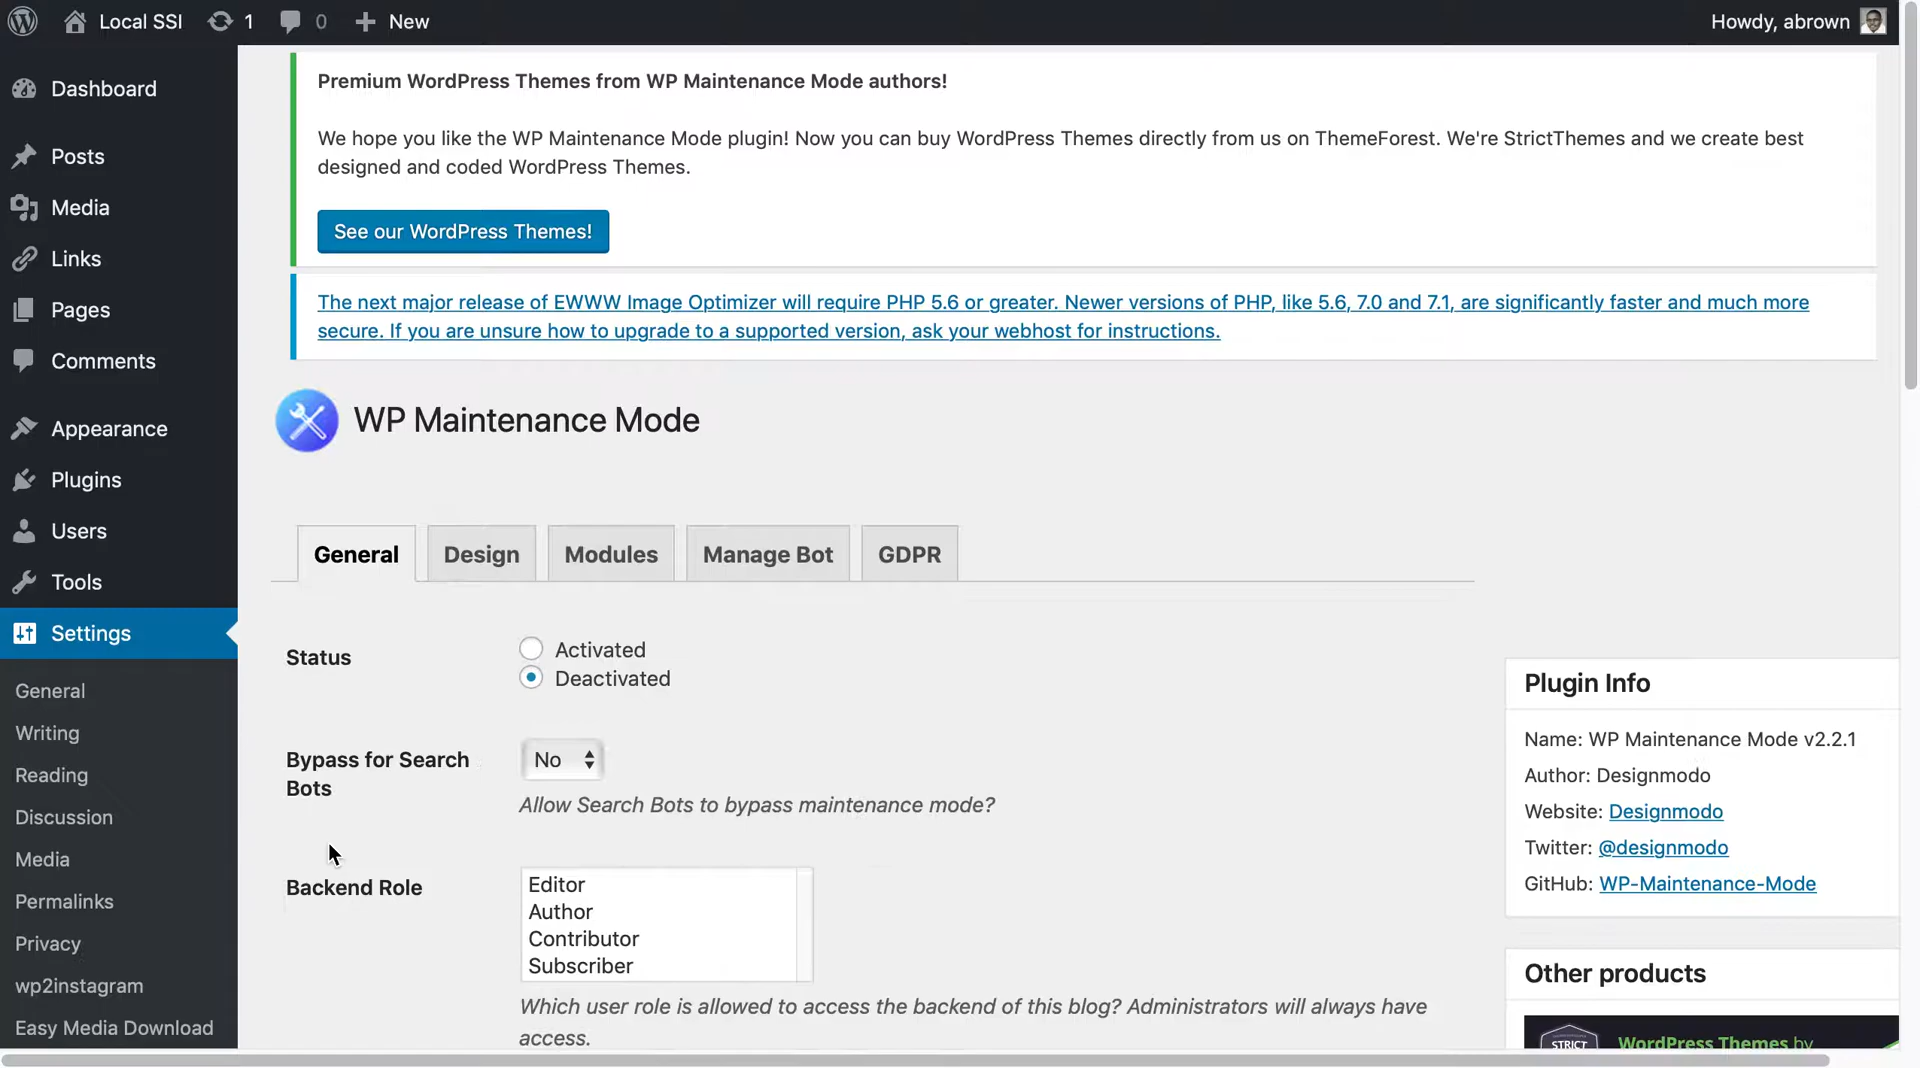 Local SSI
1
0
New
Howdy, abrown
Dashboard
Posts
Media
Links
Pages
Comments
Appearance
Plugins
Users
Tools
Settings
General
Writing
Reading
Discussion
Media
Permalinks
Privacy
wp2instagram
Easy Media Download
Premium WordPress Themes from WP Maintenance Mode authors!
We hope you like the WP Maintenance Mode plugin! Now you can buy WordPress Themes directly from us on ThemeForest. We're StrictThemes and we create best
designed and coded WordPress Themes.
See our WordPress Themes!
The next major release of EWWW Image Optimizer will require PHP 5.6 or greater. Newer versions of PHP, like 5.6, 7.0 and 7.1, are significantly faster and much more
secure. If you are unsure how to upgrade to a supported version, ask your webhost for instructions.
WP Maintenance Mode
General
Design
Modules
Manage Bot
GDPR
Status
Activated
Deactivated
Bypass for Search
Bots
No
Allow Search Bots to bypass maintenance mode?
Backend Role
Editor
Author
Contributor
Subscriber
Which user role is allowed to access the backend of this blog? Administrators will always have
access.
Plugin Info
Name: WP Maintenance Mode v2.2.1
Author: Designmodo
Website: Designmodo
Twitter: @designmodo
GitHub: WP-Maintenance-Mode
Other products
STRICT
WordPress Themes by